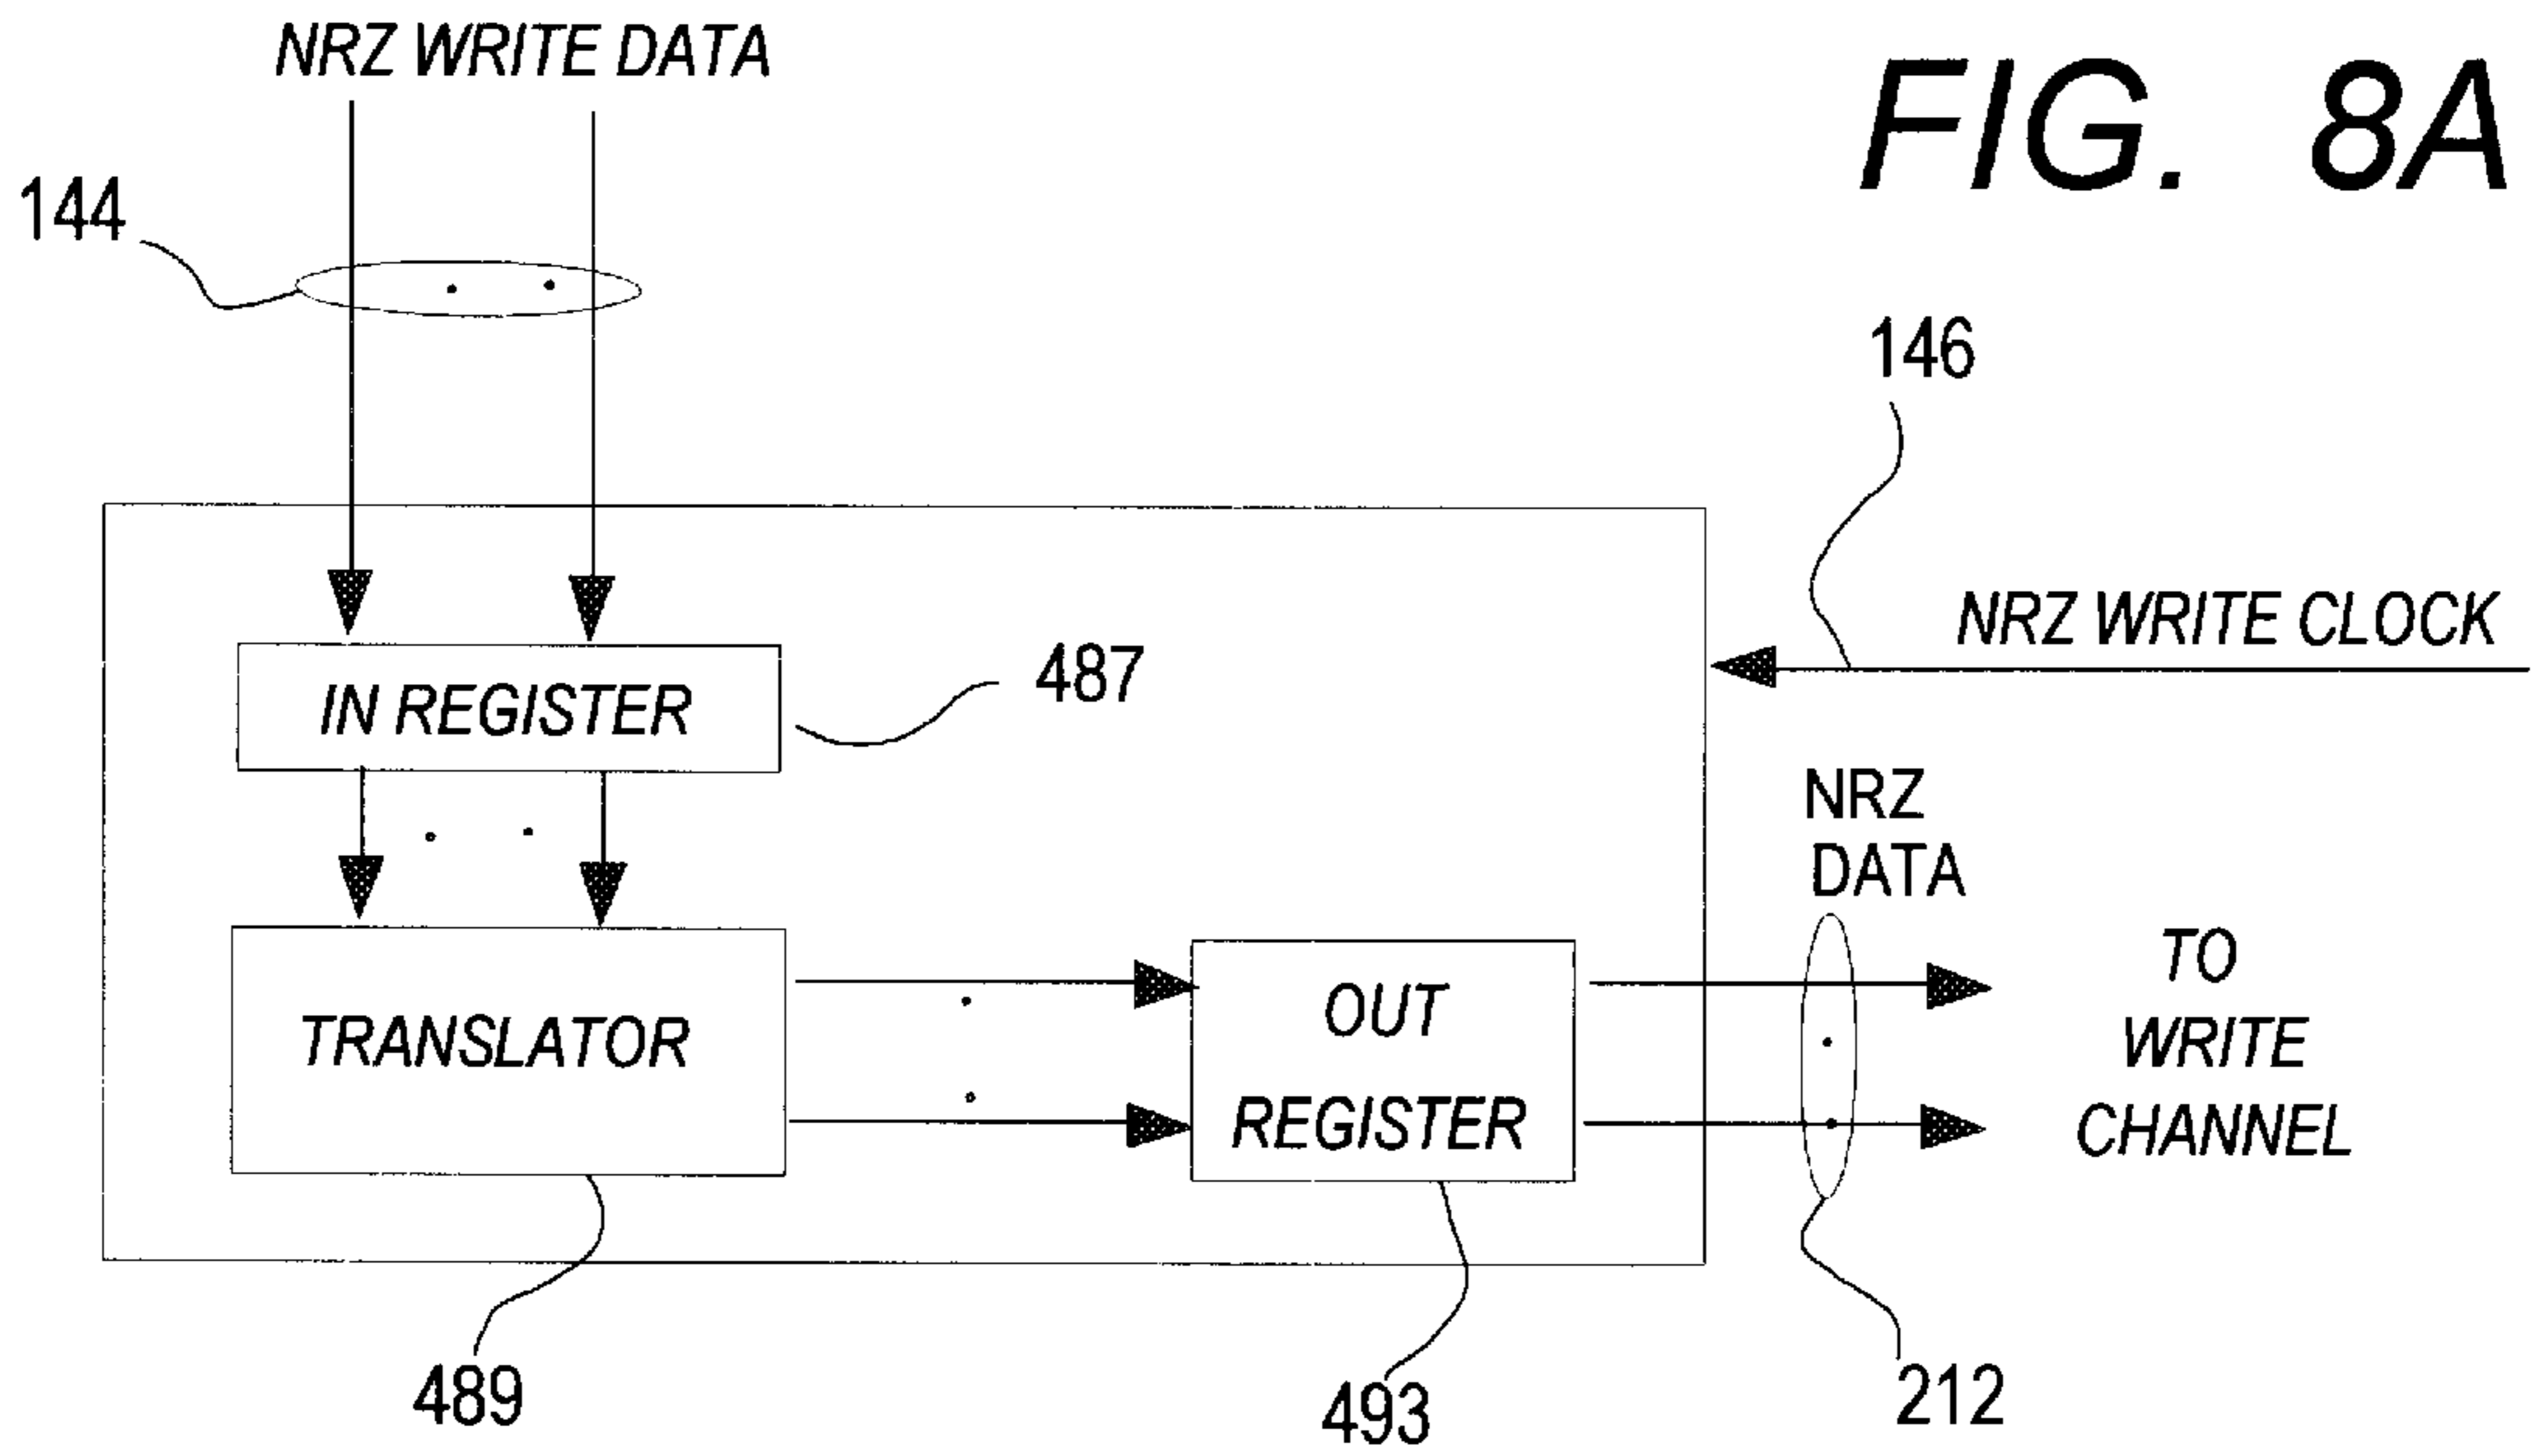 NRZ WRITE DATA
FIG. 8A
144
146
NRZ WRITE CLOCK
487
IN REGISTER
NRZ
DATA
TRANSLATOR
OUT
REGISTER
TO
WRITE
CHANNEL
489
493
212